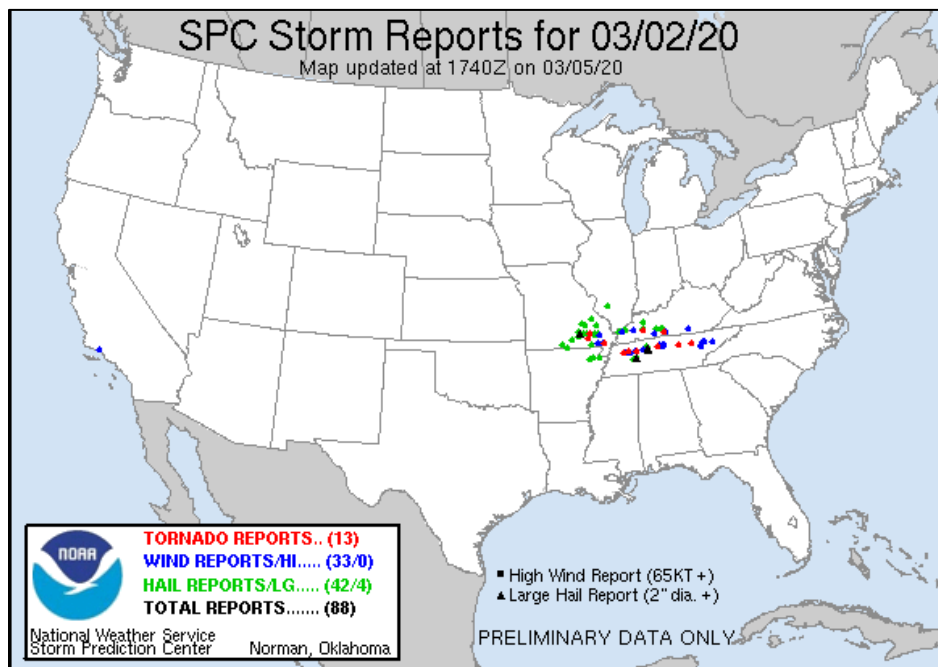 SPC Storm Reports for 03/02/20
Map updated at 1740Z on 03/05/20
NOAA
TORNADO REPORTS.. (13)
WIND REPORTS/HI..... (33/0)
HAIL REPORTS/LG..... (42/4)
TOTAL REPORTS....... (88)
National Weather Service
Storm Prediction Center Norman, Oklahoma
High Wind Report (65KT +)
Large Hail Report (2" dia. +)
PRELIMINARY DATA ONLY